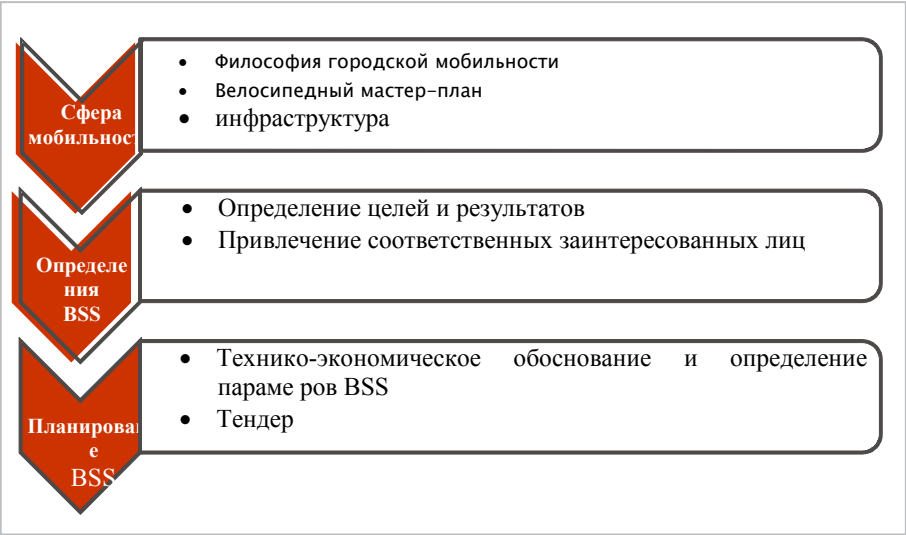 Сфера
мобильност
• Философия городской мобильности
• Велосипедный мастер-план
• инфраструктура
Определе
ния
BSS
• Определение целей и результатов
• Привлечение соответственных заинтересованных лиц
Планирован
е
BSS
• Технико-экономическое обоснование и определение
параме ров BSS
• Тендер